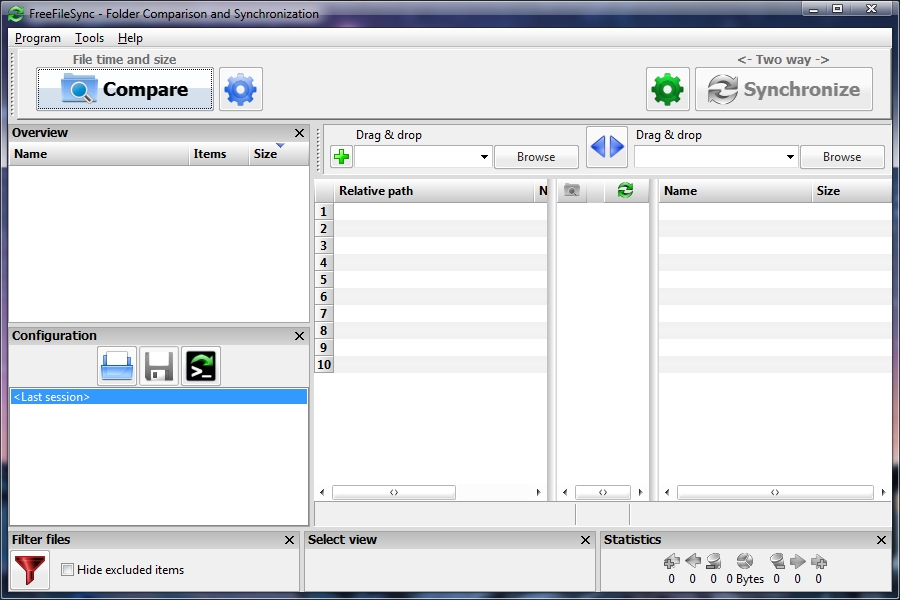 FreeFileSync - Folder Comparison and Synchronization
Program Tools Help
File time and size
Compare
<- Two way ->
Synchronize
Overview
Name Items Size
Drag & drop
Browse
Drag & drop
Browse
Relative path N
Name Size
1
2
3
4
5
6
7
8
9
10
Configuration
<Last session>
Filter files
Hide excluded items
Select view
Statistics
0 0 0 0 Bytes 0 0 0